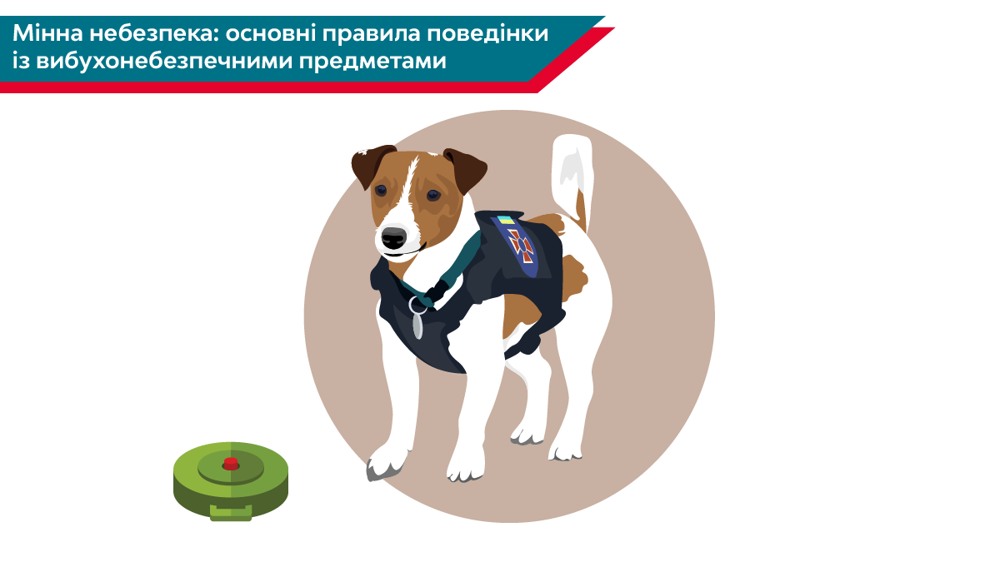 Мінна небезпека: основні правила поведінки
із вибухонебезпечними предметами